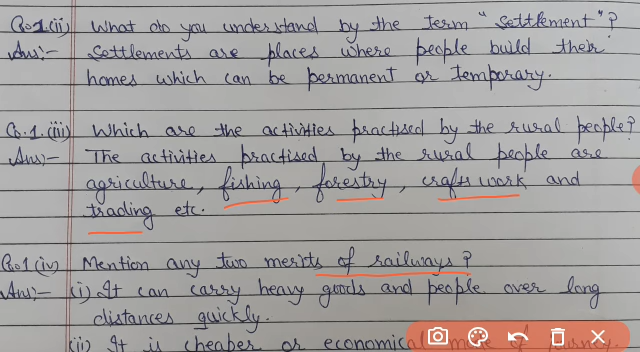 Q.1.(ii) What do you understand by the term "Settlement"?
Ans:- Settlements are places where people build their
homes which can be permanent or temporary.
Q.1.(iii) Which are the activities practised by the rural people?
Ans:- The activities practised by the rural people are
agriculture, fishing, forestry, crafts work and
trading etc.
Q.1(iv) Mention any two merits of railways?
Ans:- (i) It can carry heavy goods and people over long
distances quickly.
(ii) It is cheaper or economical mode of journey.